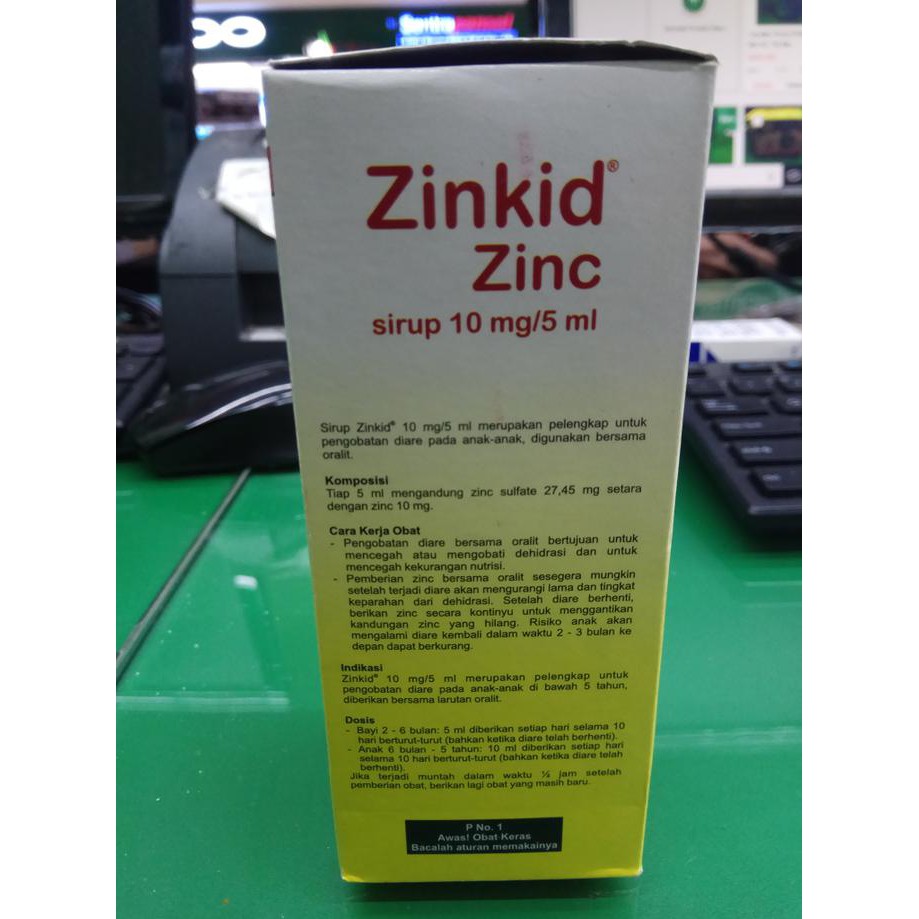 Zinkid®
Zinc
sirup 10 mg/5 ml
Sirup Zinkid® 10 mg/5 ml merupakan pelengkap untuk
pengobatan diare pada anak-anak, digunakan bersama
oralit.
Komposisi
Tiap 5 ml mengandung zinc sulfate 27,45 mg setara
dengan zinc 10 mg.
Cara Kerja Obat
- Pengobatan diare bersama oralit bertujuan untuk
mencegah atau mengobati dehidrasi dan untuk
mencegah kekurangan nutrisi.
- Pemberian zinc bersama oralit sesegera mungkin
setelah terjadi diare akan mengurangi lama dan tingkat
keparahan dari dehidrasi. Setelah diare berhenti,
berikan zinc secara kontinyu untuk menggantikan
kandungan zinc yang hilang. Risiko anak akan
mengalami diare kembali dalam waktu 2 - 3 bulan ke
depan dapat berkurang.
Indikasi
Zinkid® 10 mg/5 ml merupakan pelengkap untuk
pengobatan diare pada anak-anak di bawah 5 tahun,
diberikan bersama larutan oralit.
Dosis
- Bayi 2 - 6 bulan: 5 ml diberikan setiap hari selama 10
hari berturut-turut (bahkan ketika diare telah berhenti).
- Anak 6 bulan - 5 tahun: 10 ml diberikan setiap hari
selama 10 hari berturut-turut (bahkan ketika diare telah
berhenti).
Jika terjadi muntah dalam waktu ½ jam setelah
pemberian obat, berikan lagi obat yang masih baru.
P No. 1
Awas! Obat Keras
Bacalah aturan memakainya